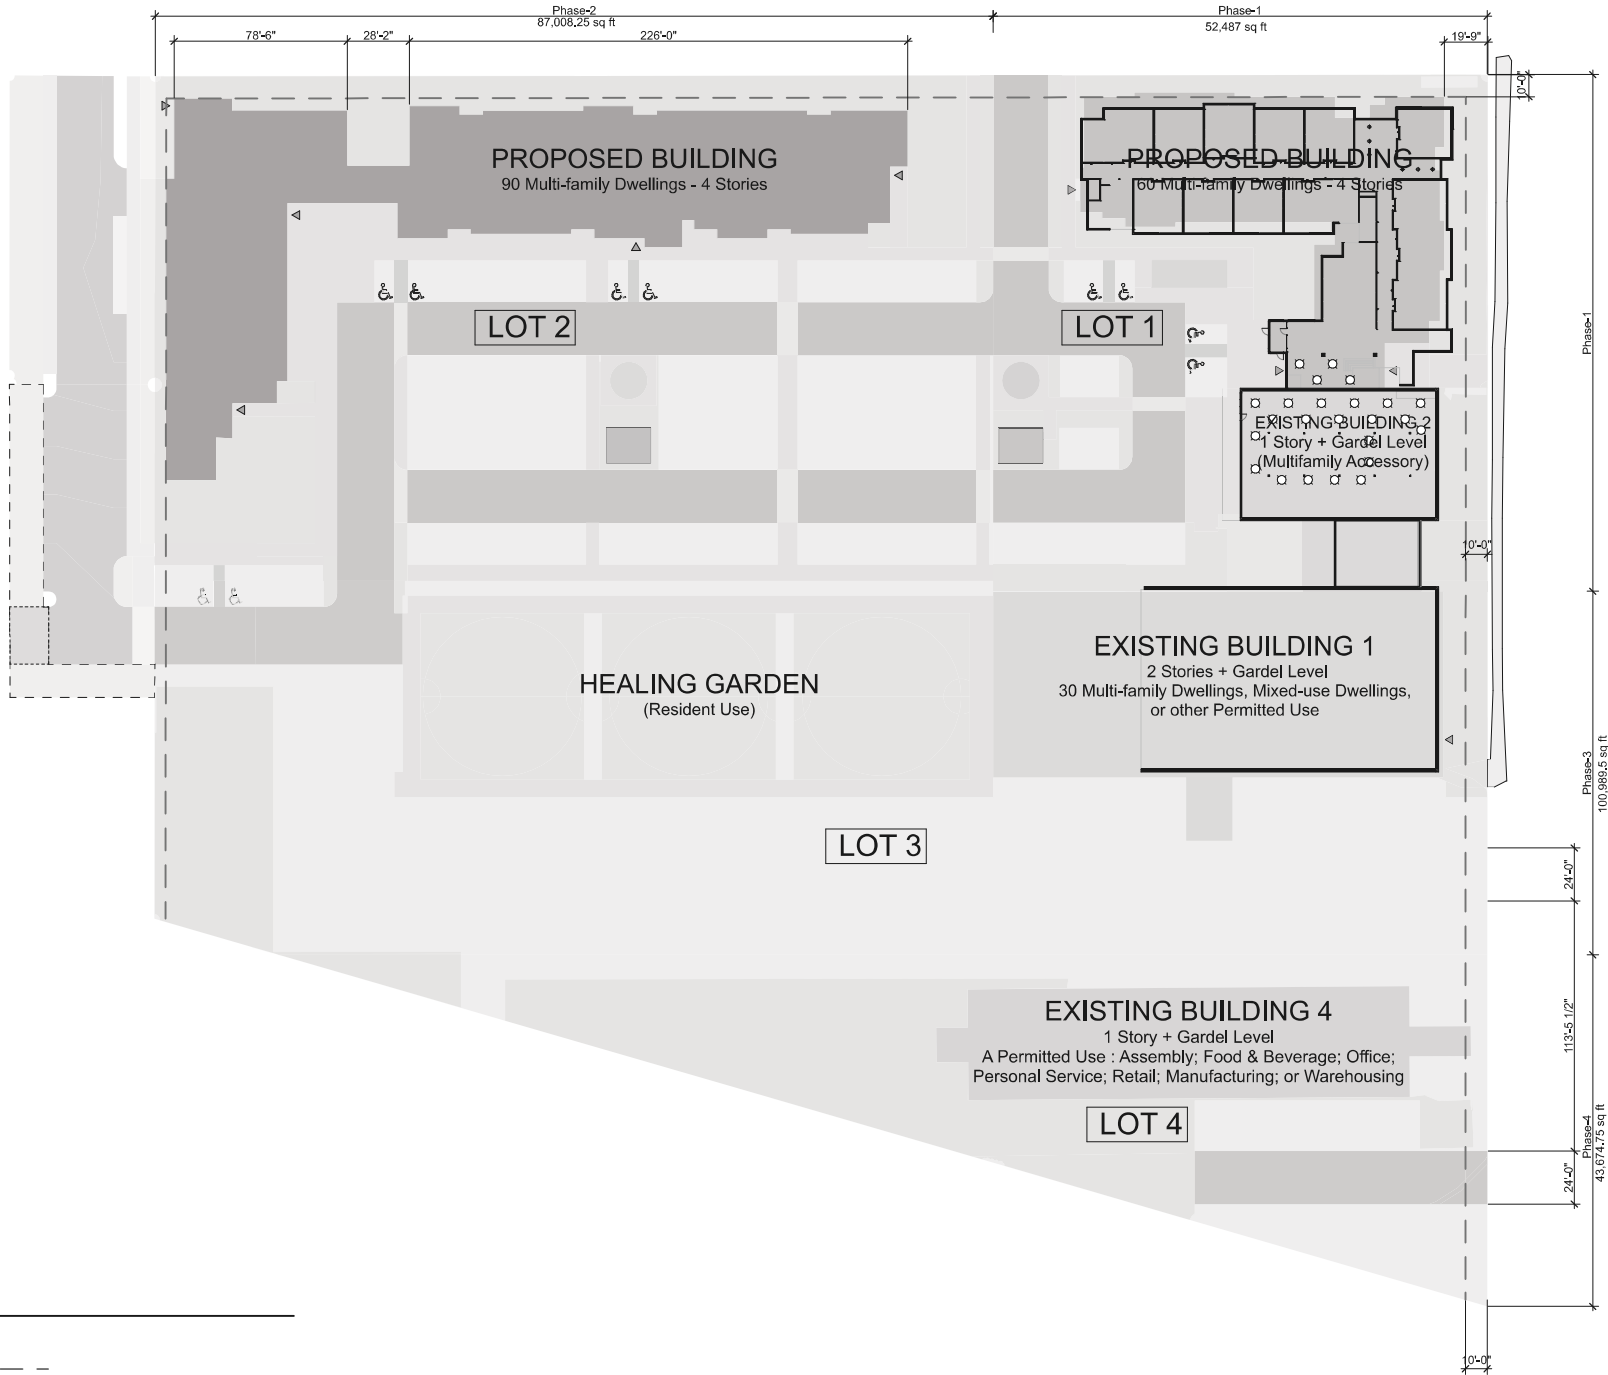 Phase-2
87,008.25 sq ft
Phase-1
52,487 sq ft
78'-6"
28'-2"
226'-0"
19'-9"
10'-0"
PROPOSED BUILDING
90 Multi-family Dwellings - 4 Stories
PROPOSED BUILDING
60 Multi-family Dwellings - 4 Stories
LOT 2
LOT 1
Phase-1
EXISTING BUILDING 2
1 Story + Gardel Level
(Multifamily Accessory)
10'-0"
EXISTING BUILDING 1
2 Stories + Gardel Level
30 Multi-family Dwellings, Mixed-use Dwellings,
or other Permitted Use
HEALING GARDEN
(Resident Use)
Phase-3
100,989.5 sq ft
LOT 3
24'-0"
EXISTING BUILDING 4
1 Story + Gardel Level
A Permitted Use : Assembly; Food & Beverage; Office;
Personal Service; Retail; Manufacturing; or Warehousing
113'-5 1/2"
LOT 4
Phase-4
43,674.75 sq ft
24'-0"
10'-0"